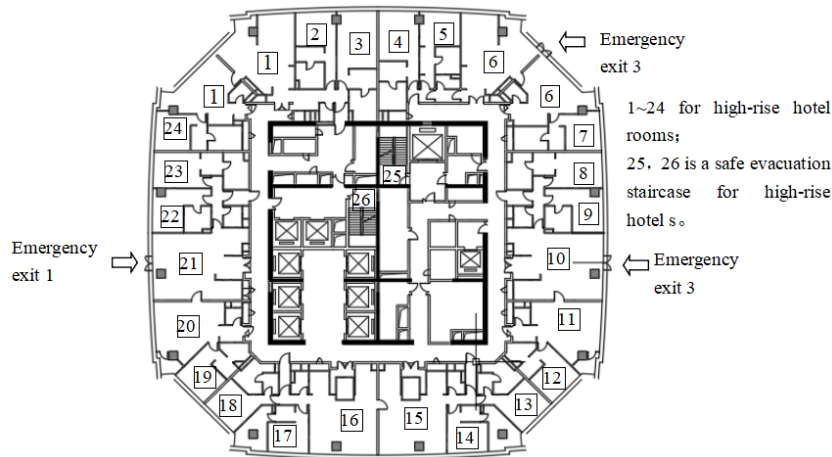 2
5
3
4
1
6
Emergency
exit 3
1
6
1~24 for high-rise hotel
rooms;
24
7
25, 26 is a safe evacuation
staircase for high-rise
hotel s。
23
25
8
26
22
9
Emergency
exit 1
21
10
Emergency
exit 3
20
11
19
12
18
13
17
16
15
14